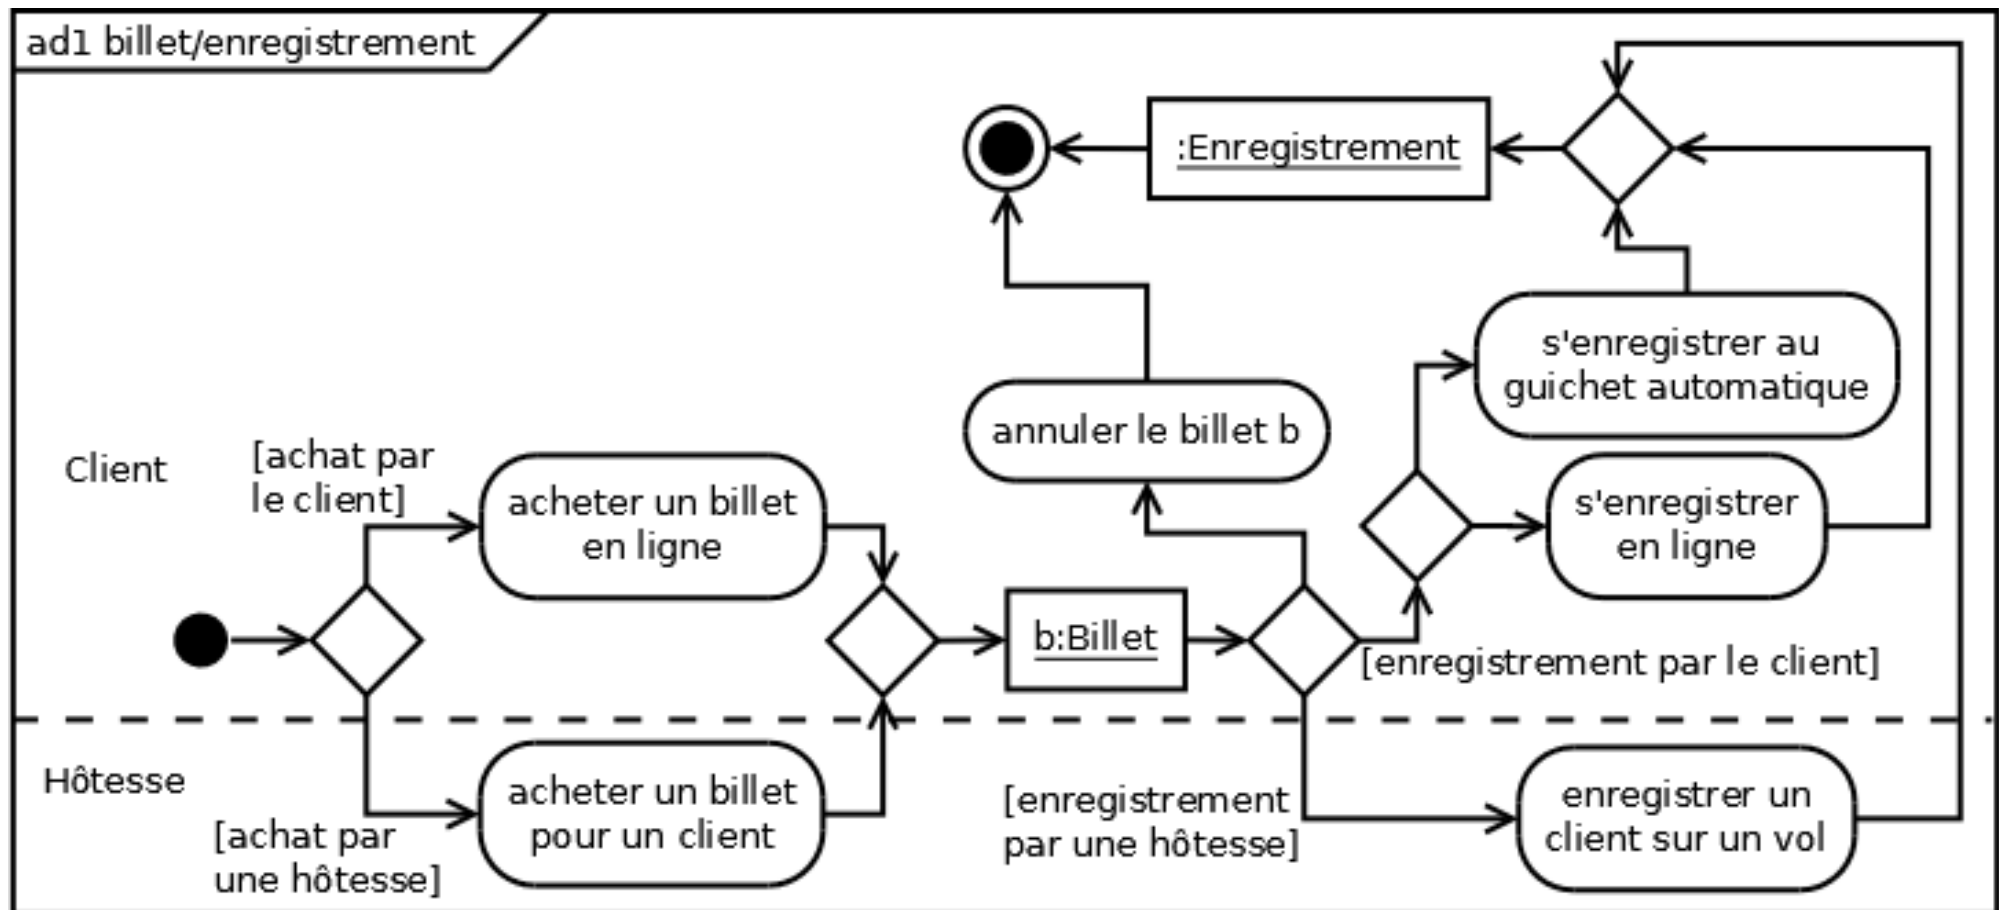 ad1 billet/enregistrement
:Enregistrement
s'enregistrer au
guichet automatique
annuler le billet b
Client
[achat par
le client]
acheter un billet
en ligne
s'enregistrer
en ligne
b:Billet
[enregistrement par le client]
Hôtesse
[achat par
une hôtesse]
acheter un billet
pour un client
[enregistrement
par une hôtesse]
enregistrer un
client sur un vol